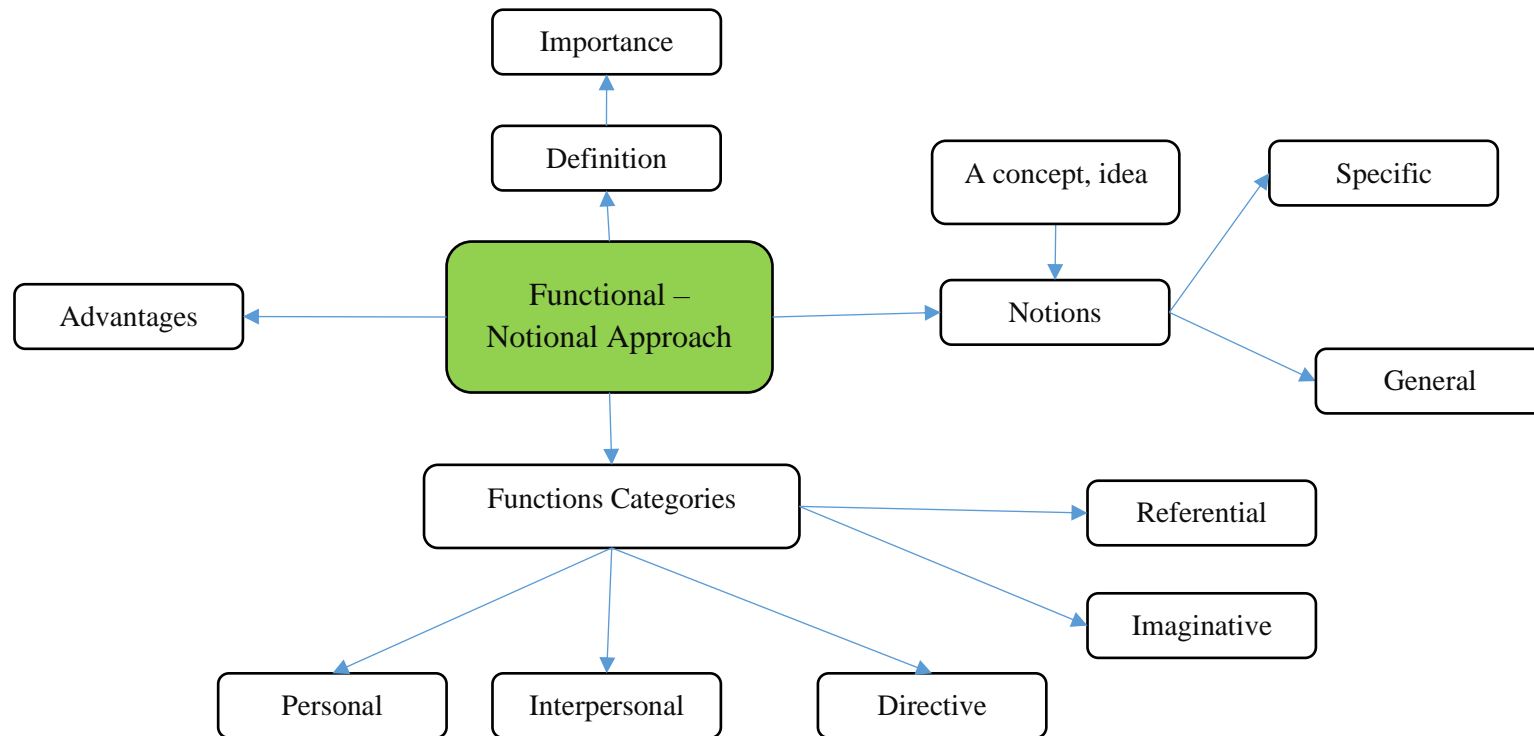 Importance
Definition
A concept, idea
Specific
Functional –
Notional Approach
Advantages
Notions
General
Functions Categories
Referential
Imaginative
Personal
Interpersonal
Directive